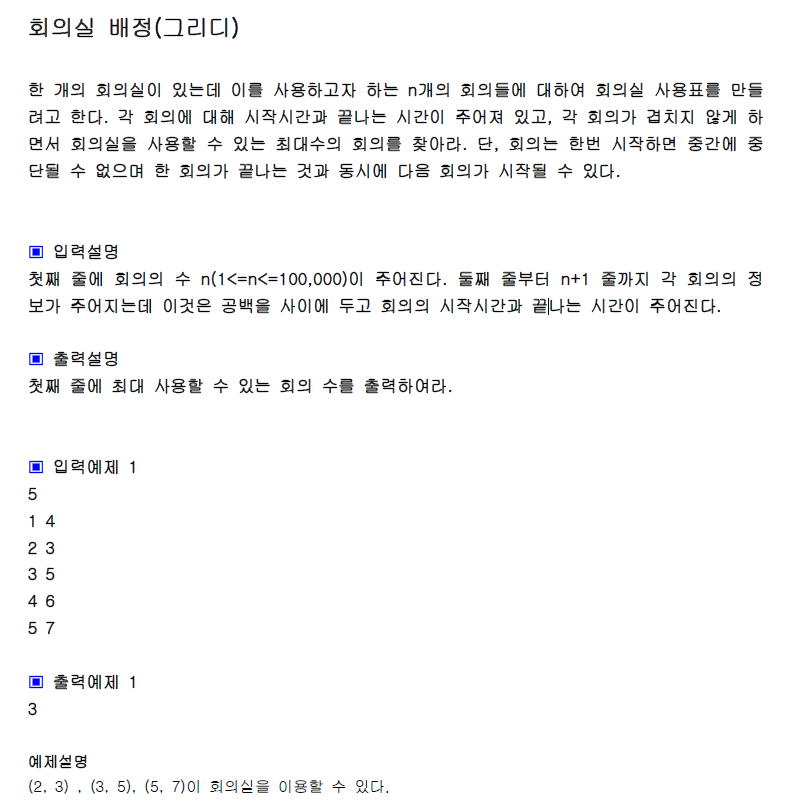 회의실 배정(그리디)
한 개의 회의실이 있는데 이를 사용하고자 하는 n개의 회의들에 대하여 회의실 사용표를 만들
려고 한다. 각 회의에 대해 시작시간과 끝나는 시간이 주어져 있고, 각 회의가 겹치지 않게 하
면서 회의실을 사용할 수 있는 최대수의 회의를 찾아라. 단, 회의는 한번 시작하면 중간에 중
단될 수 없으며 한 회의가 끝나는 것과 동시에 다음 회의가 시작될 수 있다.
▣ 입력설명
첫째 줄에 회의의 수 n(1<=n<=100,000)이 주어진다. 둘째 줄부터 n+1 줄까지 각 회의의 정
보가 주어지는데 이것은 공백을 사이에 두고 회의의 시작시간과 끝나는 시간이 주어진다.
▣ 출력설명
첫째 줄에 최대 사용할 수 있는 회의 수를 출력하여라.
▣ 입력예제 1
5
1 4
2 3
3 5
4 6
5 7
▣ 출력예제 1
3
예제설명
(2, 3) , (3, 5), (5, 7)이 회의실을 이용할 수 있다.